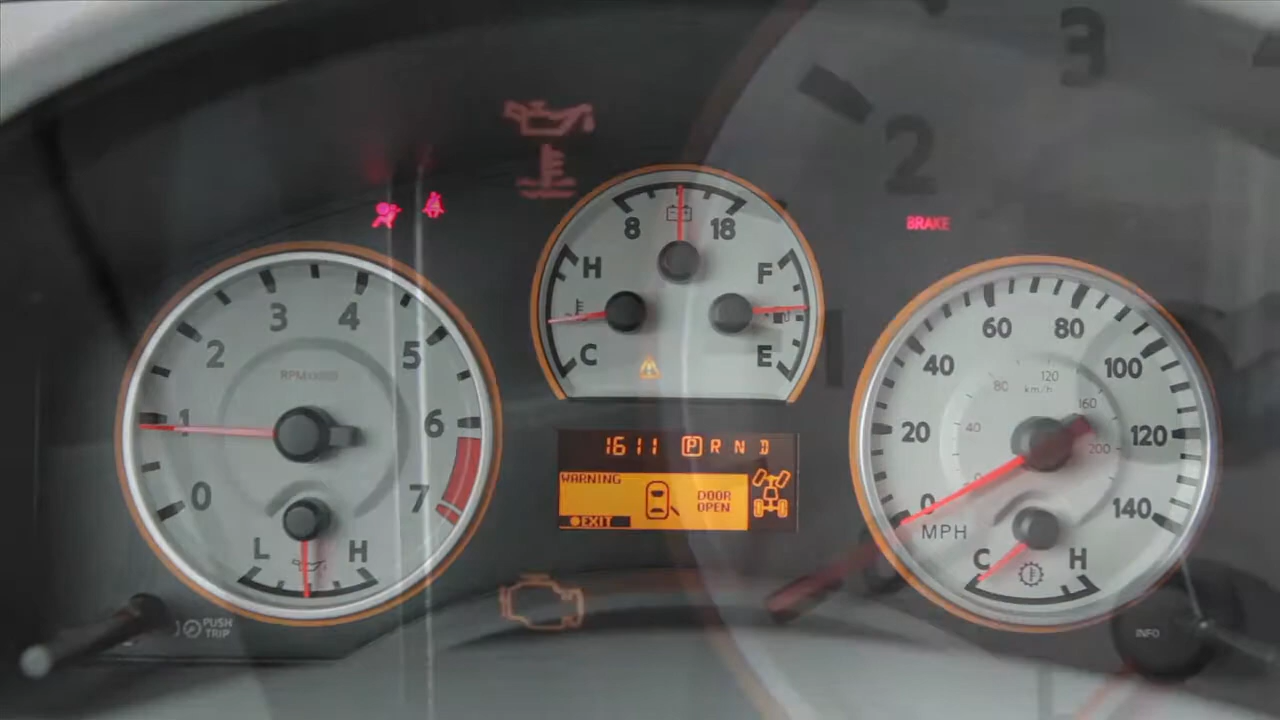 3
2
BRAKE
8 18
H F
C E
3 4
2 5
1 6
0 7
RPMx1000
L H
PUSH
TRIP
1611 P R N D
WARNING
DOOR
OPEN
EXIT
60 80
40 100
20 120
0 140
80 120
km/h
160
40 200
0
MPH
C H
INFO